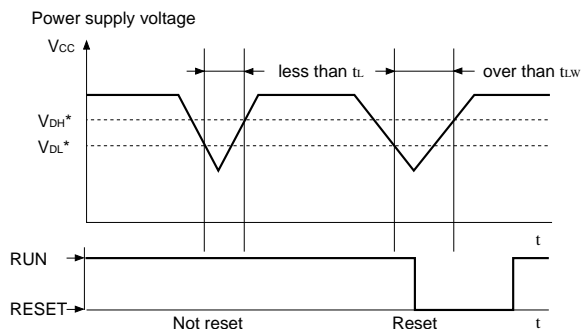 Power supply voltage
VCC
less than tL
over than tLW
VDH*
VDL*
t
RUN
RESET
Not reset
Reset
t